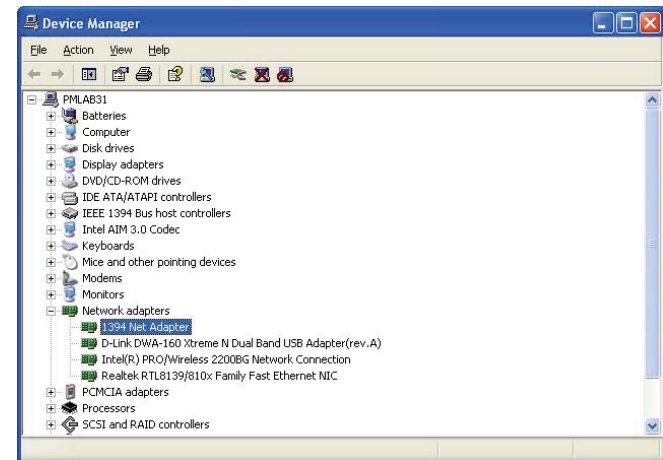 Device Manager
File Action View Help
PMLAB31
Batteries
Computer
Disk drives
Display adapters
DVD/CD-ROM drives
IDE ATA/ATAPI controllers
IEEE 1394 Bus host controllers
Intel AIM 3.0 Codec
Keyboards
Mice and other pointing devices
Modems
Monitors
Network adapters
1394 Net Adapter
D-Link DWA-160 Xtreme N Dual Band USB Adapter(rev.A)
Intel(R) PRO/Wireless 2200BG Network Connection
Realtek RTL8139/810x Family Fast Ethernet NIC
PCMCIA adapters
Processors
SCSI and RAID controllers